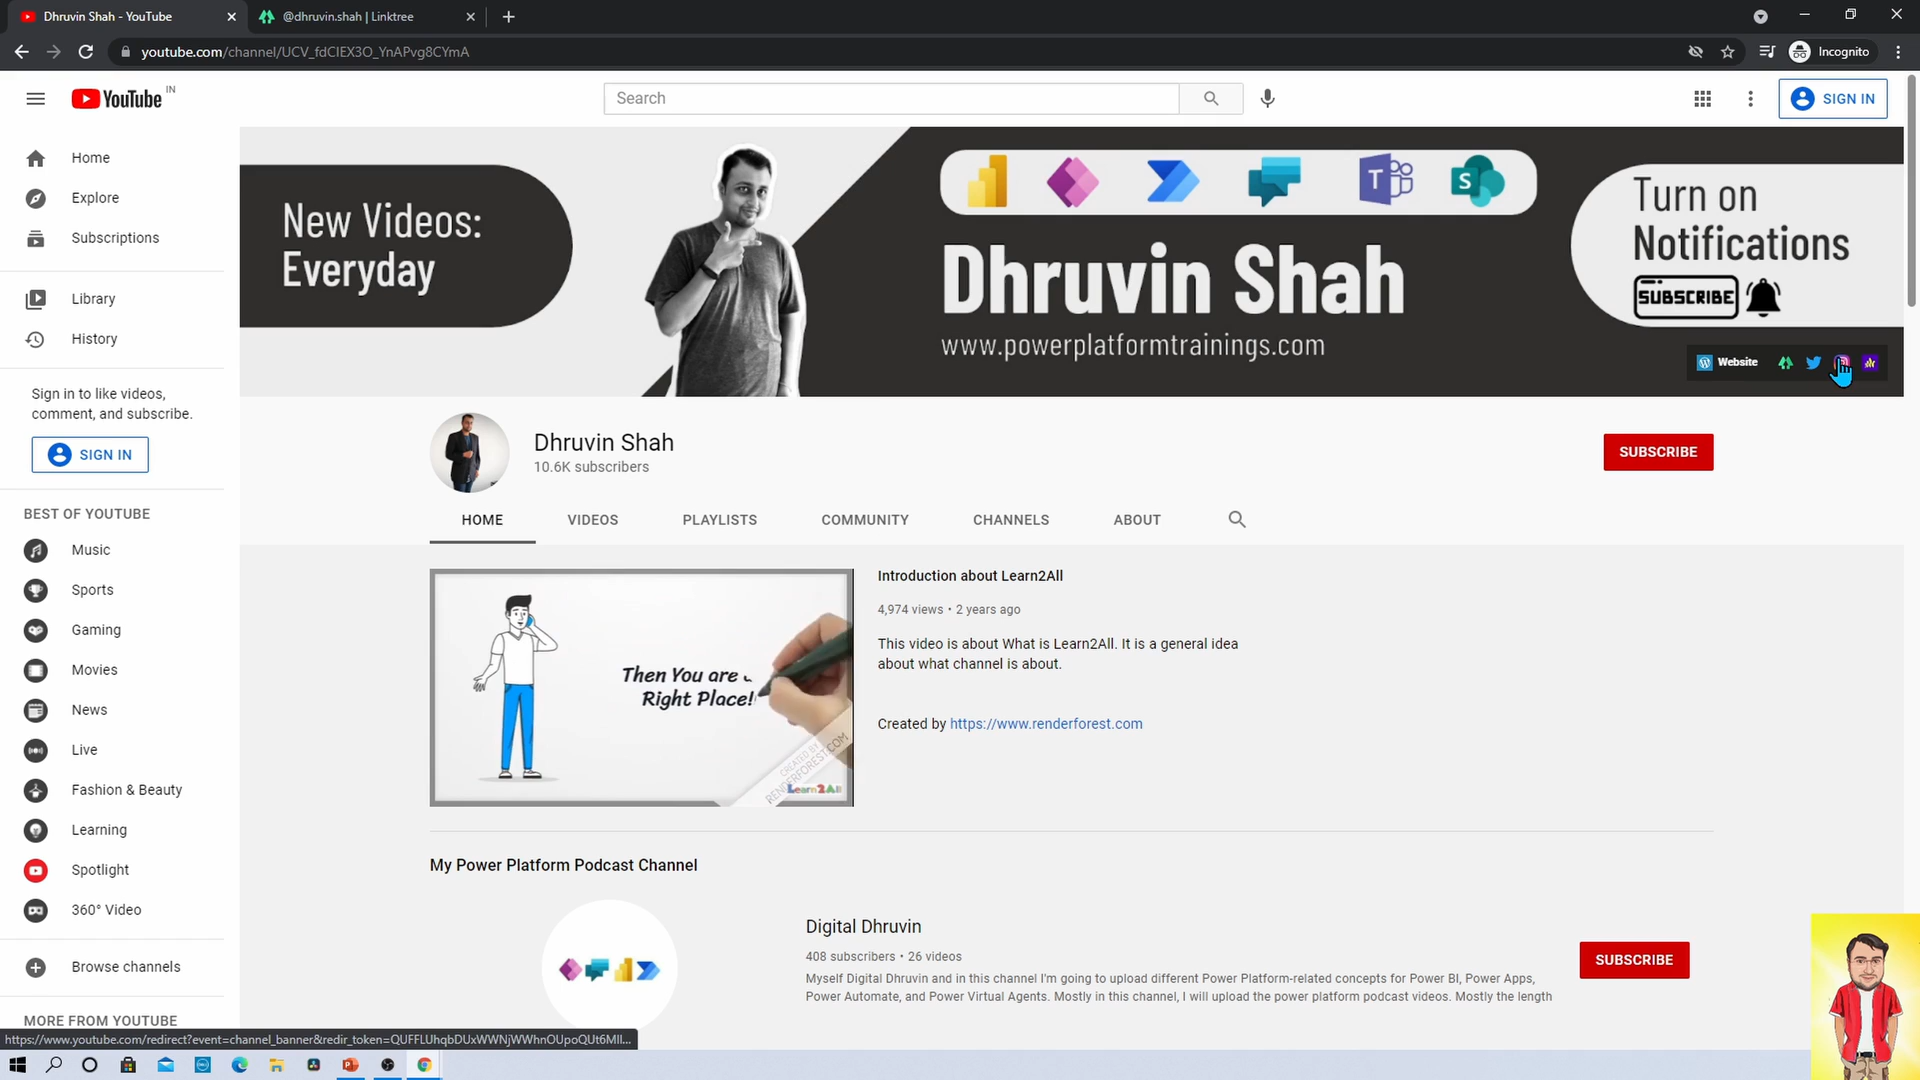 Dhruvin Shah - YouTube
@dhruvin.shah | Linktree
youtube.com/channel/UCV_fdCIEX3O_YnAPvg8CYmA
Incognito
YouTube IN
Search
SIGN IN
Home
Explore
Subscriptions
Library
History
Sign in to like videos,
comment, and subscribe.
SIGN IN
BEST OF YOUTUBE
Music
Sports
Gaming
Movies
News
Live
Fashion & Beauty
Learning
Spotlight
360° Video
Browse channels
MORE FROM YOUTUBE
New Videos:
Everyday
Dhruvin Shah
www.powerplatformtrainings.com
Turn on
Notifications
SUBSCRIBE
Website
Dhruvin Shah
10.6K subscribers
SUBSCRIBE
HOME VIDEOS PLAYLISTS COMMUNITY CHANNELS ABOUT
Then You are
Right Place!
CREATED BY
RENDERFOREST.COM
Learn2All
Introduction about Learn2All
4,974 views • 2 years ago
This video is about What is Learn2All. It is a general idea
about what channel is about.
Created by https://www.renderforest.com
My Power Platform Podcast Channel
Digital Dhruvin
408 subscribers • 26 videos
Myself Digital Dhruvin and in this channel I'm going to upload different Power Platform-related concepts for Power BI, Power Apps,
Power Automate, and Power Virtual Agents. Mostly in this channel, I will upload the power platform podcast videos. Mostly the length
SUBSCRIBE